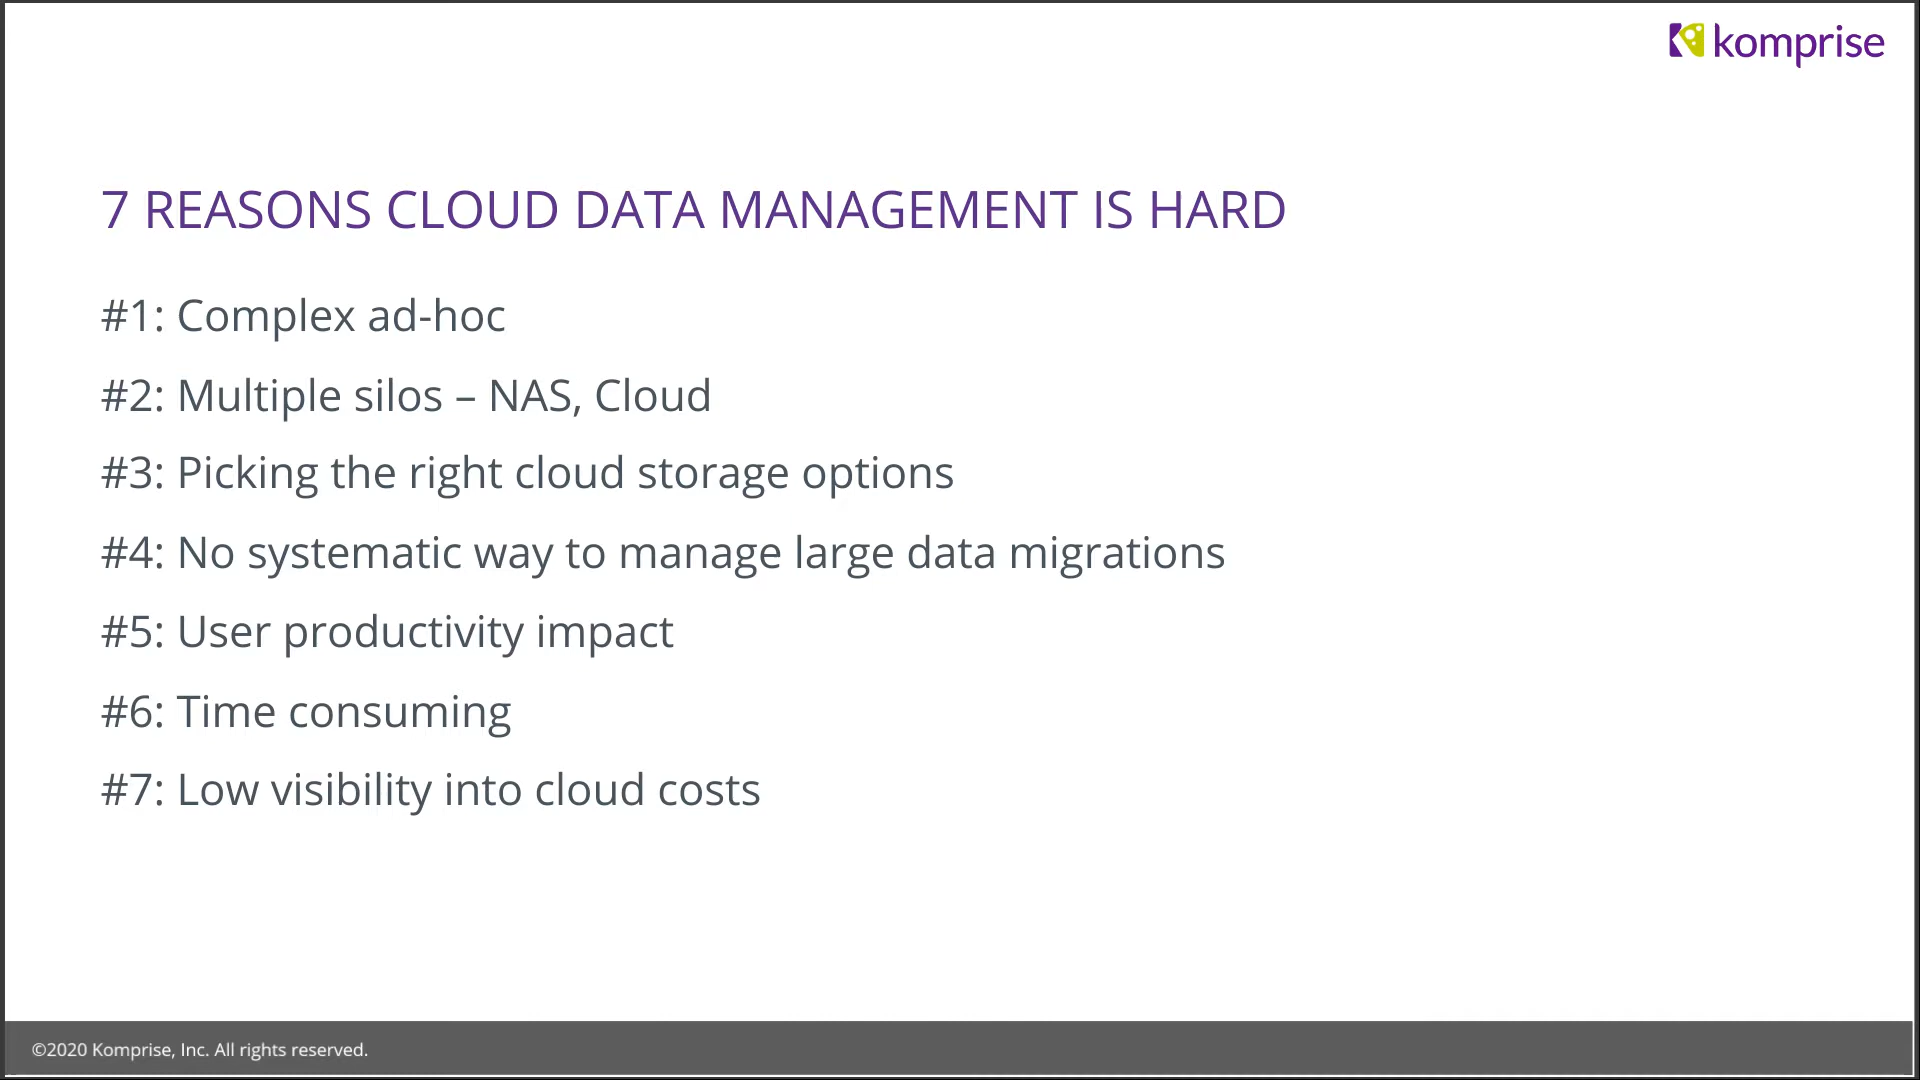 komprise
7 REASONS CLOUD DATA MANAGEMENT IS HARD
#1: Complex ad-hoc
#2: Multiple silos – NAS, Cloud
#3: Picking the right cloud storage options
#4: No systematic way to manage large data migrations
#5: User productivity impact
#6: Time consuming
#7: Low visibility into cloud costs
©2020 Komprise, Inc. All rights reserved.